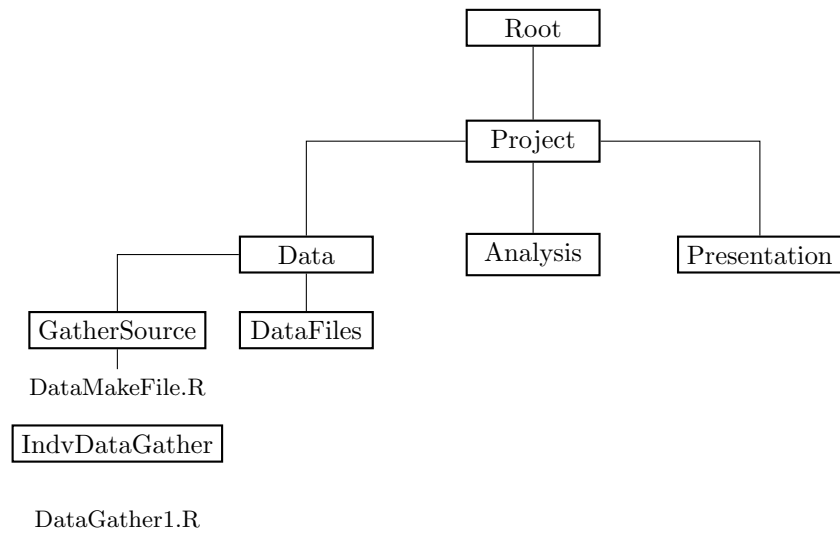 Root
Project
Data
Analysis
Presentation
GatherSource
DataFiles
DataMakeFile.R
IndvDataGather
DataGather1.R